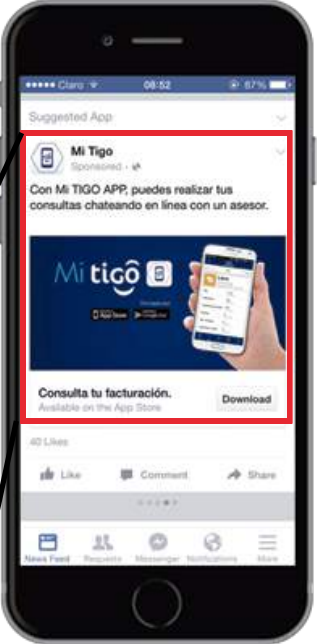 Claro 08:52 87%
Suggested App
Mi Tigo
Sponsored
Con Mi TIGO APP, puedes realizar tus
consultas chateando en línea con un asesor.
Mi tigô
App Store Google play
Consulta tu facturación.
Available on the App Store
Download
40 Likes
Like Comment Share
News Feed Requests Messenger Notifications More